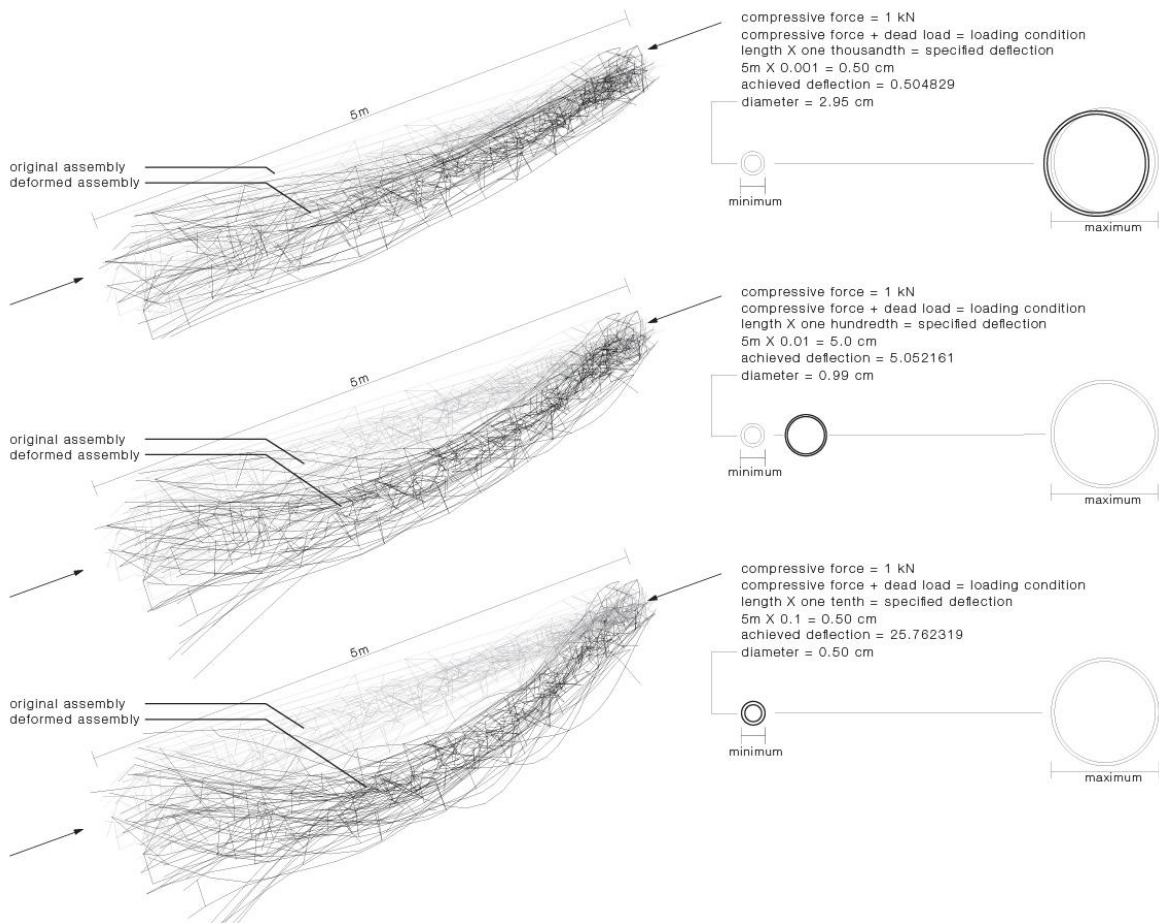 5m
original assembly
deformed assembly
compressive force = 1 kN
compressive force + dead load = loading condition
length X one thousandth = specified deflection
5m X 0.001 = 0.50 cm
achieved deflection = 0.504829
diameter = 2.95 cm
minimum
maximum
5m
original assembly
deformed assembly
compressive force = 1 kN
compressive force + dead load = loading condition
length X one hundredth = specified deflection
5m X 0.01 = 5.0 cm
achieved deflection = 5.052161
diameter = 0.99 cm
minimum
maximum
5m
original assembly
deformed assembly
compressive force = 1 kN
compressive force + dead load = loading condition
length X one tenth = specified deflection
5m X 0.1 = 0.50 cm
achieved deflection = 25.762319
diameter = 0.50 cm
minimum
maximum